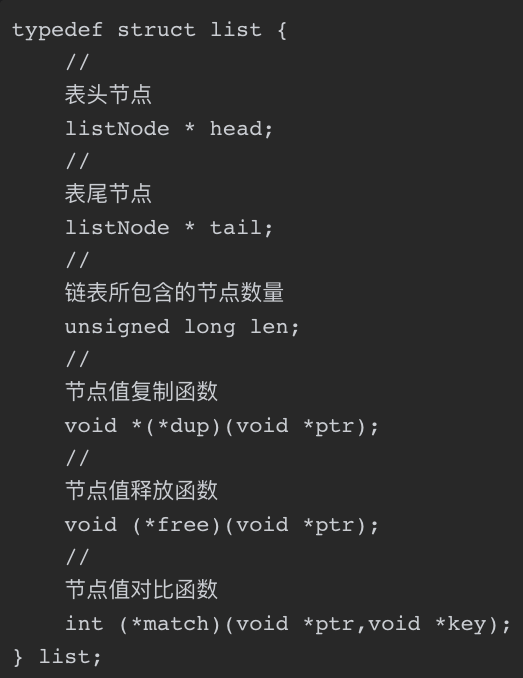 typedef struct list {
//
表头节点
listNode * head;
//
表尾节点
listNode * tail;
//
链表所包含的节点数量
unsigned long len;
//
节点值复制函数
void *(*dup)(void *ptr);
//
节点值释放函数
void (*free)(void *ptr);
//
节点值对比函数
int (*match)(void *ptr,void *key);
} list;